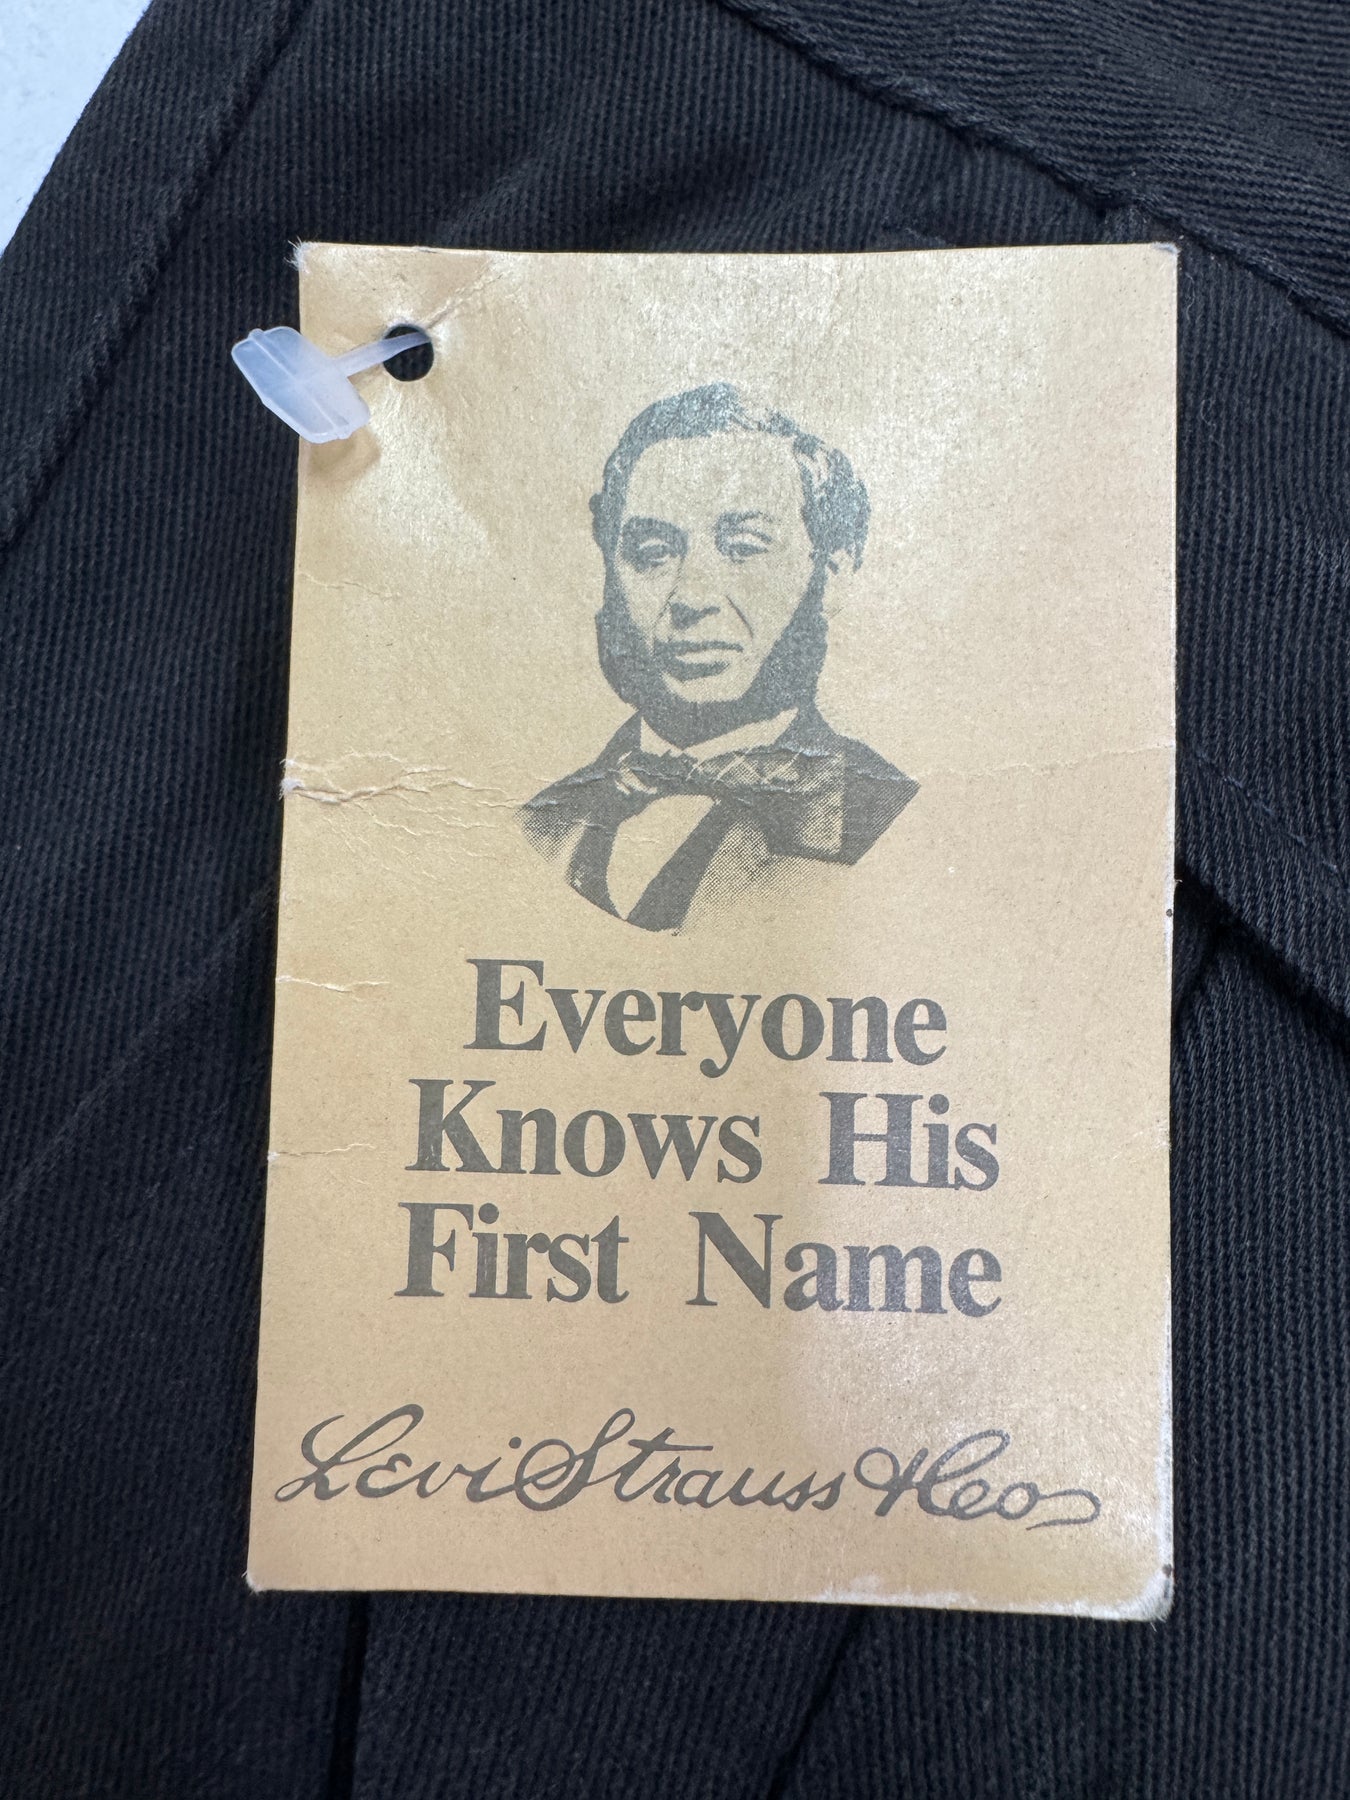 Everyone
Knows His
First Name
Levi Strauss & Co